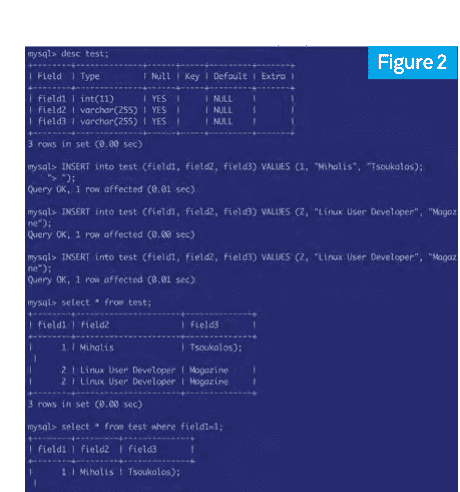 Figure 2
mysql> desc test;
+--------+--------------+------+-----+---------+-------+
| Field | Type | Null | Key | Default | Extra |
+--------+--------------+------+-----+---------+-------+
| field1 | int(11) | YES | | NULL | |
| field2 | varchar(255) | YES | | NULL | |
| field3 | varchar(255) | YES | | NULL | |
+--------+--------------+------+-----+---------+-------+
3 rows in set (0.00 sec)
mysql> INSERT into test (field1, field2, field3) VALUES (1, "Mihalis", "Tsoukalos);
"> ");
Query OK, 1 row affected (0.01 sec)
mysql> INSERT into test (field1, field2, field3) VALUES (2, "Linux User Developer", "Magazi
ne");
Query OK, 1 row affected (0.00 sec)
mysql> INSERT into test (field1, field2, field3) VALUES (2, "Linux User Developer", "Magaz
ne");
Query OK, 1 row affected (0.01 sec)
mysql> select * from test;
+--------+----------------------+--------------+
| field1 | field2 | field3 |
+--------+----------------------+--------------+
| 1 | Mihalis | Tsoukalos);
|
| 2 | Linux User Developer | Magazine |
| 2 | Linux User Developer | Magazine |
+--------+----------------------+--------------+
3 rows in set (0.00 sec)
mysql> select * from test where field1=1;
+--------+---------+--------------+
| field1 | field2 | field3 |
+--------+---------+--------------+
| 1 | Mihalis | Tsoukalos);
|